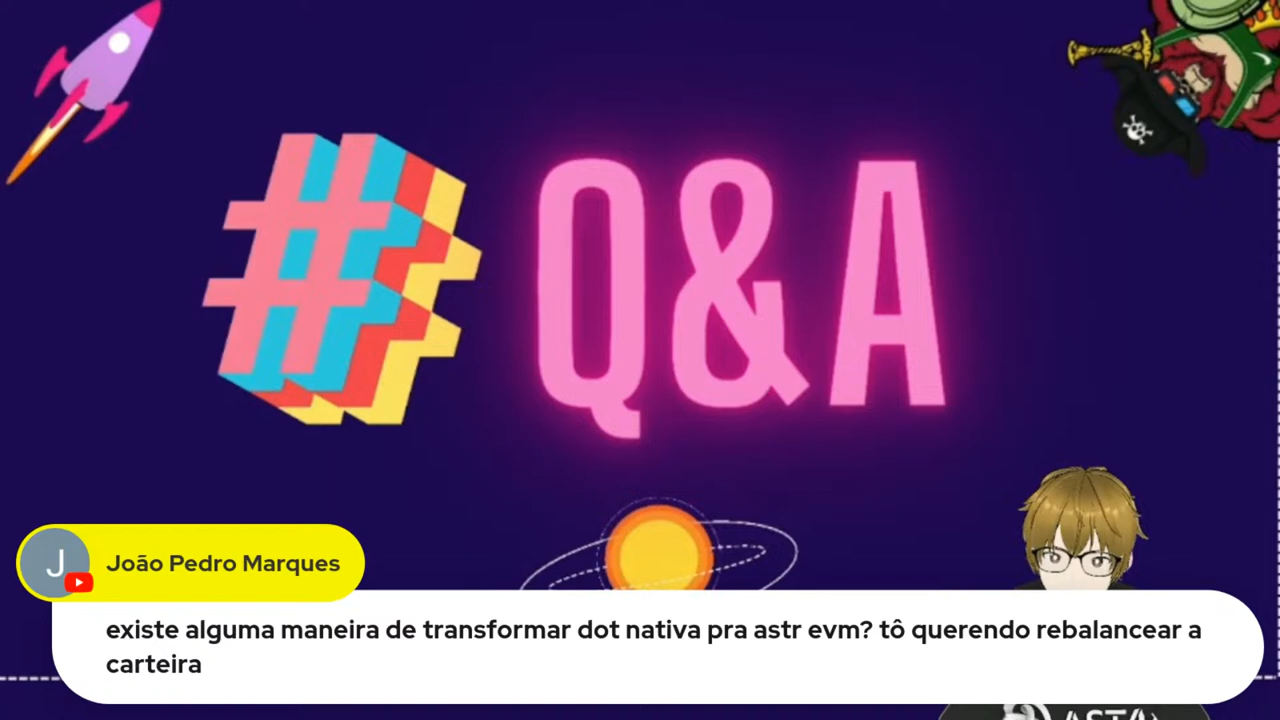 # Q&A
J João Pedro Marques
existe alguma maneira de transformar dot nativa pra astr evm? tô querendo rebalancear a
carteira